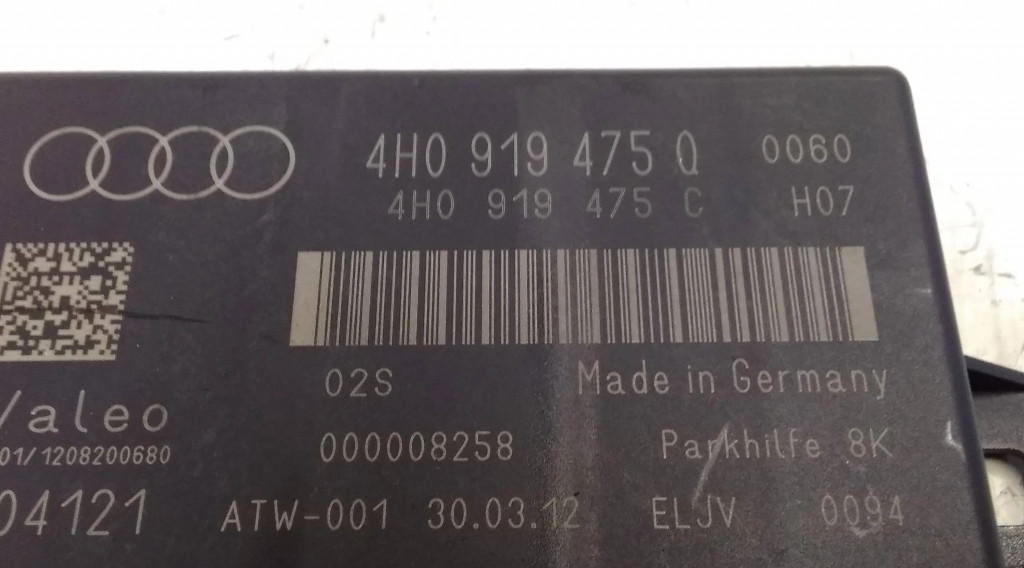 4H0 919 475 Q 0060
4H0 919 475 C H07
02S Made in Germany
Valeo
000008258 Parkhilfe 8K
01/1208200680
04121 ATW-001 30.03.12 ELJV 0094